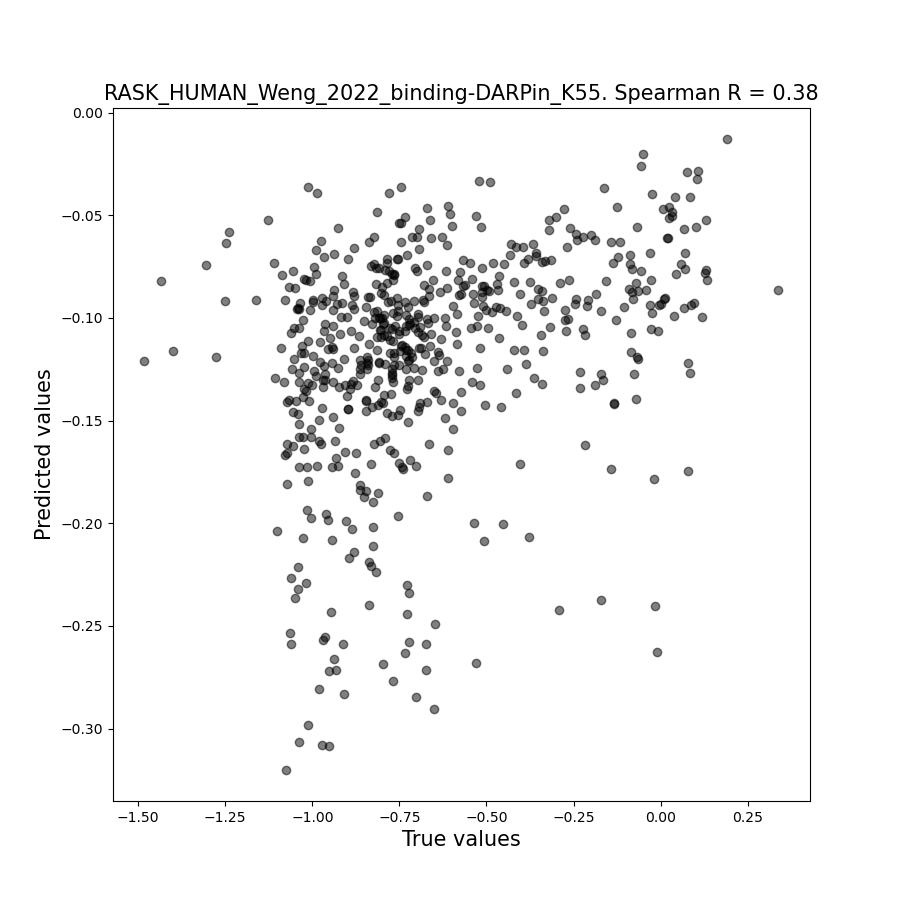 RASK_HUMAN_Weng_2022_binding-DARPin_K55. Spearman R = 0.38
0.00
−0.05
−0.10
−0.15
−0.20
−0.25
−0.30
Predicted values
−1.50 −1.25 −1.00 −0.75 −0.50 −0.25 0.00 0.25
True values